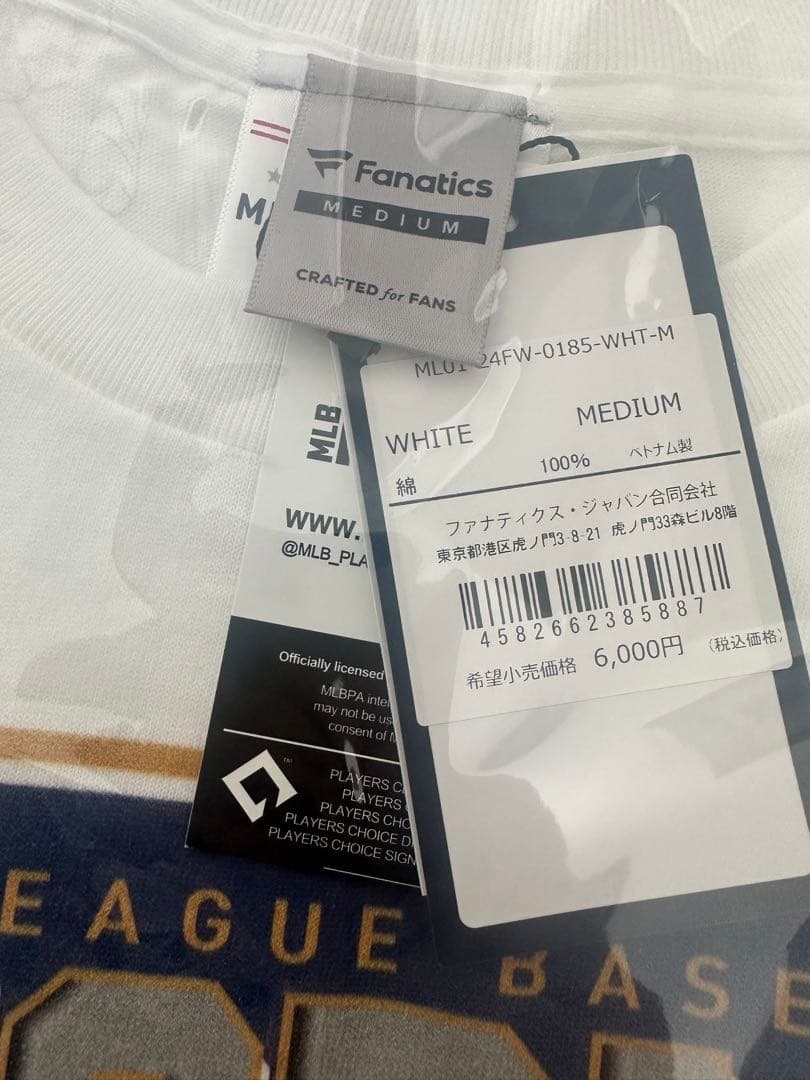 Fanatics
MEDIUM
CRAFTED for FANS
ML01-24FW-0185-WHT-M
WHITE
MEDIUM
綿
100%
ベトナム製
ファナティクス・ジャパン合同会社
東京都港区虎ノ門3-8-21 虎ノ門33森ビル8階
4582662385887
希望小売価格 6,000円 (税込価格)
MLB
WWW.
@MLB_PLA
Officially licensed
MLBPA inte
may not be us
consent of M
™
PLAYERS C
PLAYERS
PLAYERS CHO
PLAYERS CHOICE D
PLAYERS CHOICE SIGN
EAGUE BASE